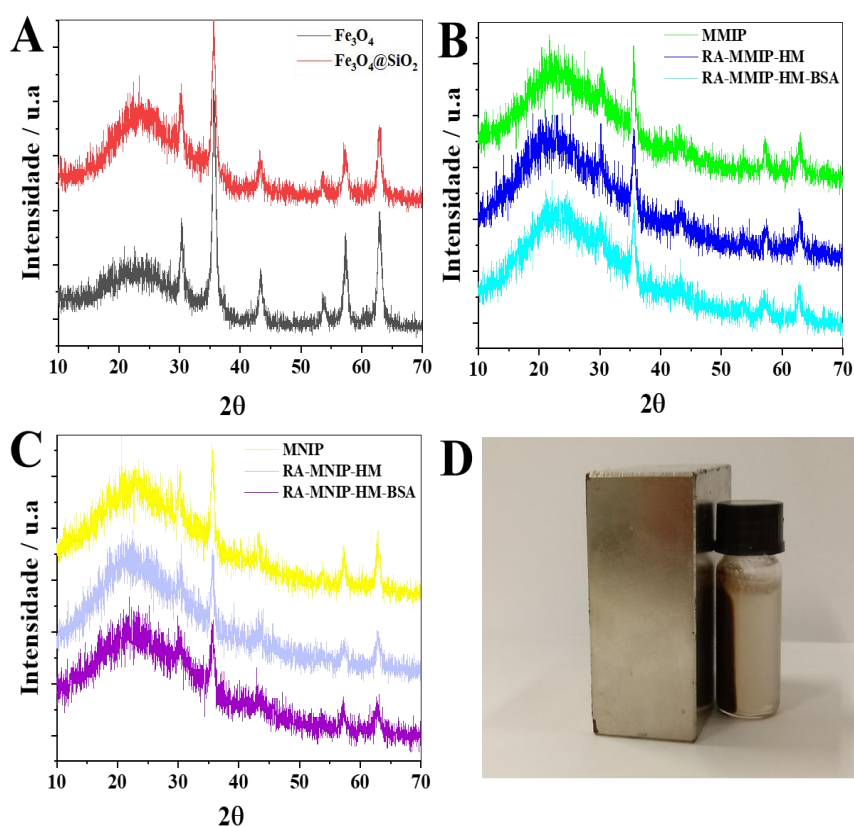 A
Fe₃O₄
Fe₃O₄@SiO₂
Intensidade / u.a
10 20 30 40 50 60 70
2θ
B
MMIP
RA-MMIP-HM
RA-MMIP-HM-BSA
Intensidade / u.a
10 20 30 40 50 60 70
2θ
C
MNIP
RA-MNIP-HM
RA-MNIP-HM-BSA
Intensidade / u.a
10 20 30 40 50 60 70
2θ
D